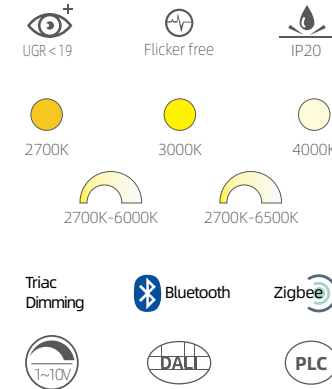 UGR<19
Flicker free
IP20
2700K
3000K
4000K
2700K-6000K
2700K-6500K
Triac
Dimming
Bluetooth
Zigbee
1~10V
DALI
PLC